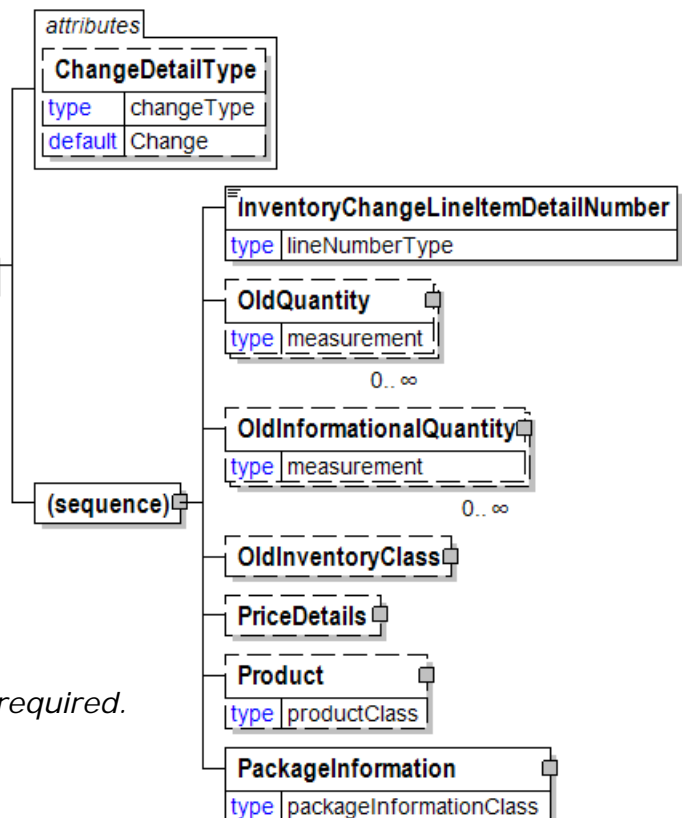 attributes
ChangeDetailType
type changeType
default Change
InventoryChangeLineItemDetailNumber
type lineNumberType
OldQuantity
type measurement
0.. ∞
OldInformationalQuantity
type measurement
0.. ∞
(sequence)
OldInventoryClass
PriceDetails
Product
type productClass
required.
PackageInformation
type packageInformationClass